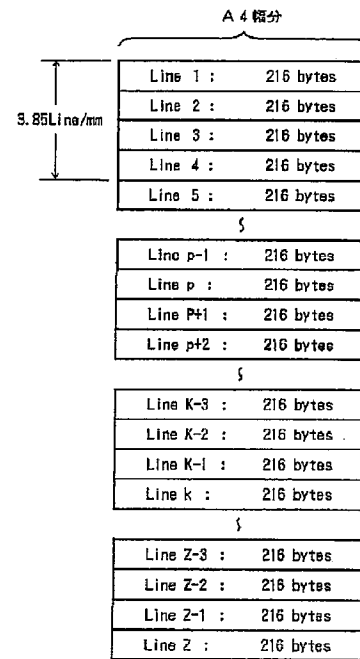 A4幅分
Line 1 : 216 bytes
Line 2 : 216 bytes
3.85Line/mm
Line 3 : 216 bytes
Line 4 : 216 bytes
Line 5 : 216 bytes
Line p-1 : 216 bytes
Line p : 216 bytes
Line P+1 : 216 bytes
Line p+2 : 216 bytes
Line K-3 : 216 bytes
Line K-2 : 216 bytes
Line K-1 : 216 bytes
Line k : 216 bytes
Line Z-3 : 216 bytes
Line Z-2 : 216 bytes
Line Z-1 : 216 bytes
Line Z : 216 bytes